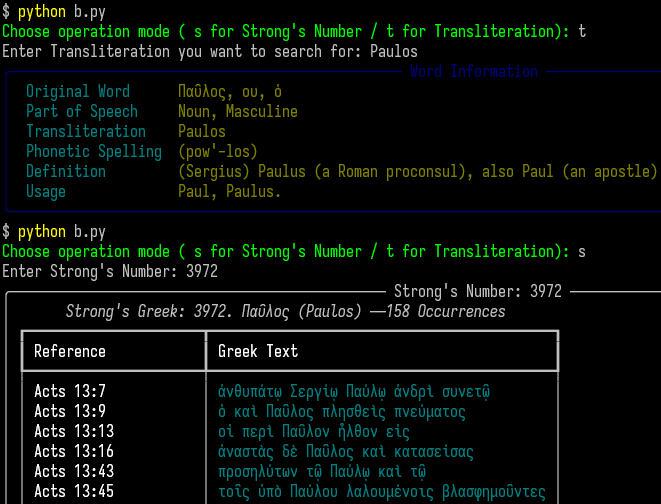 $ python b.py
Choose operation mode ( s for Strong's Number / t for Transliteration): t
Enter Transliteration you want to search for: Paulos
Word Information
Original Word Παῦλος, ου, ὁ
Part of Speech Noun, Masculine
Transliteration Paulos
Phonetic Spelling (pow'-los)
Definition (Sergius) Paulus (a Roman proconsul), also Paul (an apostle)
Usage Paul, Paulus.
$ python b.py
Choose operation mode ( s for Strong's Number / t for Transliteration): s
Enter Strong's Number: 3972
Strong's Number: 3972
Strong's Greek: 3972. Παῦλος (Paulos) —158 Occurrences
Reference Greek Text
Acts 13:7 ἀνθυπάτῳ Σεργίῳ Παύλῳ ἀνδρὶ συνετῷ
Acts 13:9 ὁ καὶ Παῦλος πλησθεὶς πνεύματος
Acts 13:13 οἱ περὶ Παῦλον ἦλθον εἰς
Acts 13:16 ἀναστὰς δὲ Παῦλος καὶ κατασείσας
Acts 13:43 προσηλύτων τῷ Παύλῳ καὶ τῷ
Acts 13:45 τοῖς ὑπὸ Παύλου λαλουμένοις βλασφημοῦντες